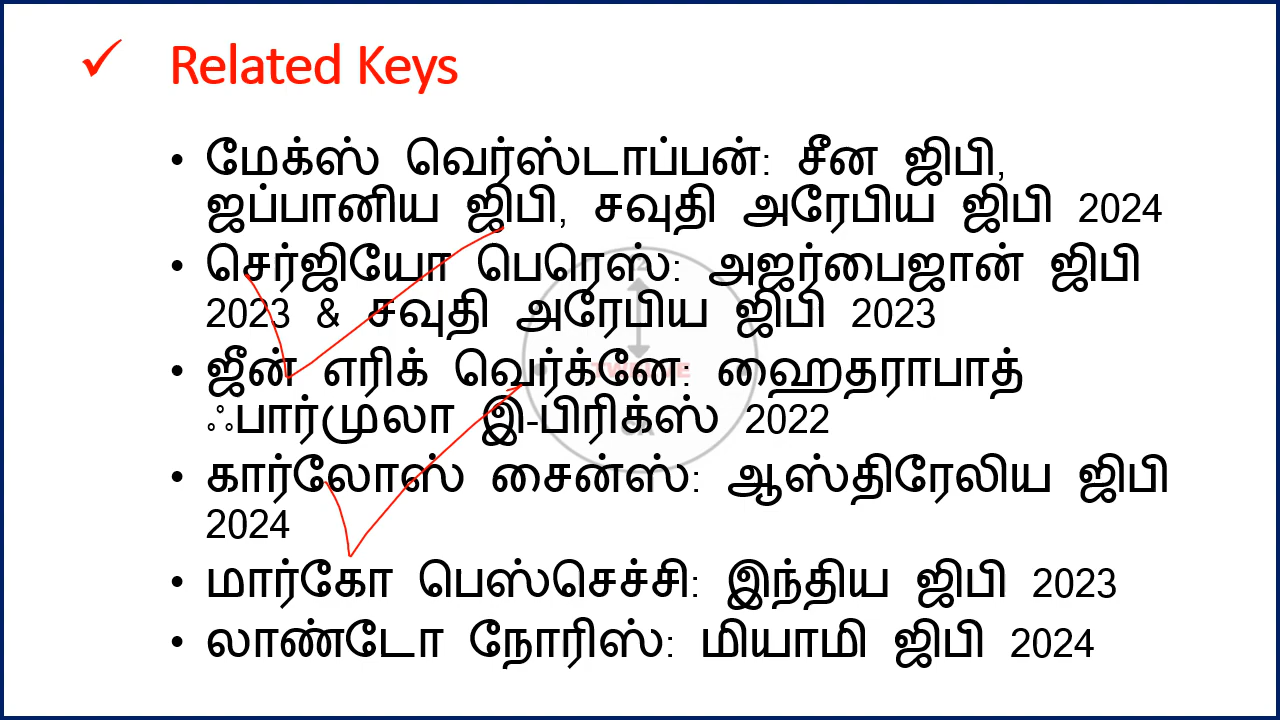 ✓ Related Keys
• மேக்ஸ் வெர்ஸ்டாப்பன்: சீன ஜிபி,
ஜப்பானிய ஜிபி, சவுதி அரேபிய ஜிபி 2024
• செர்ஜியோ பெரெஸ்: அஜர்பைஜான் ஜிபி
2023 & சவுதி அரேபிய ஜிபி 2023
• ஜீன் எரிக் வெர்க்னே: ஹைதராபாத்
ஃபார்முலா இ-பிரிக்ஸ் 2022
• கார்லோஸ் சைன்ஸ்: ஆஸ்திரேலிய ஜிபி
2024
• மார்கோ பெஸ்செச்சி: இந்திய ஜிபி 2023
• லாண்டோ நோரிஸ்: மியாமி ஜிபி 2024